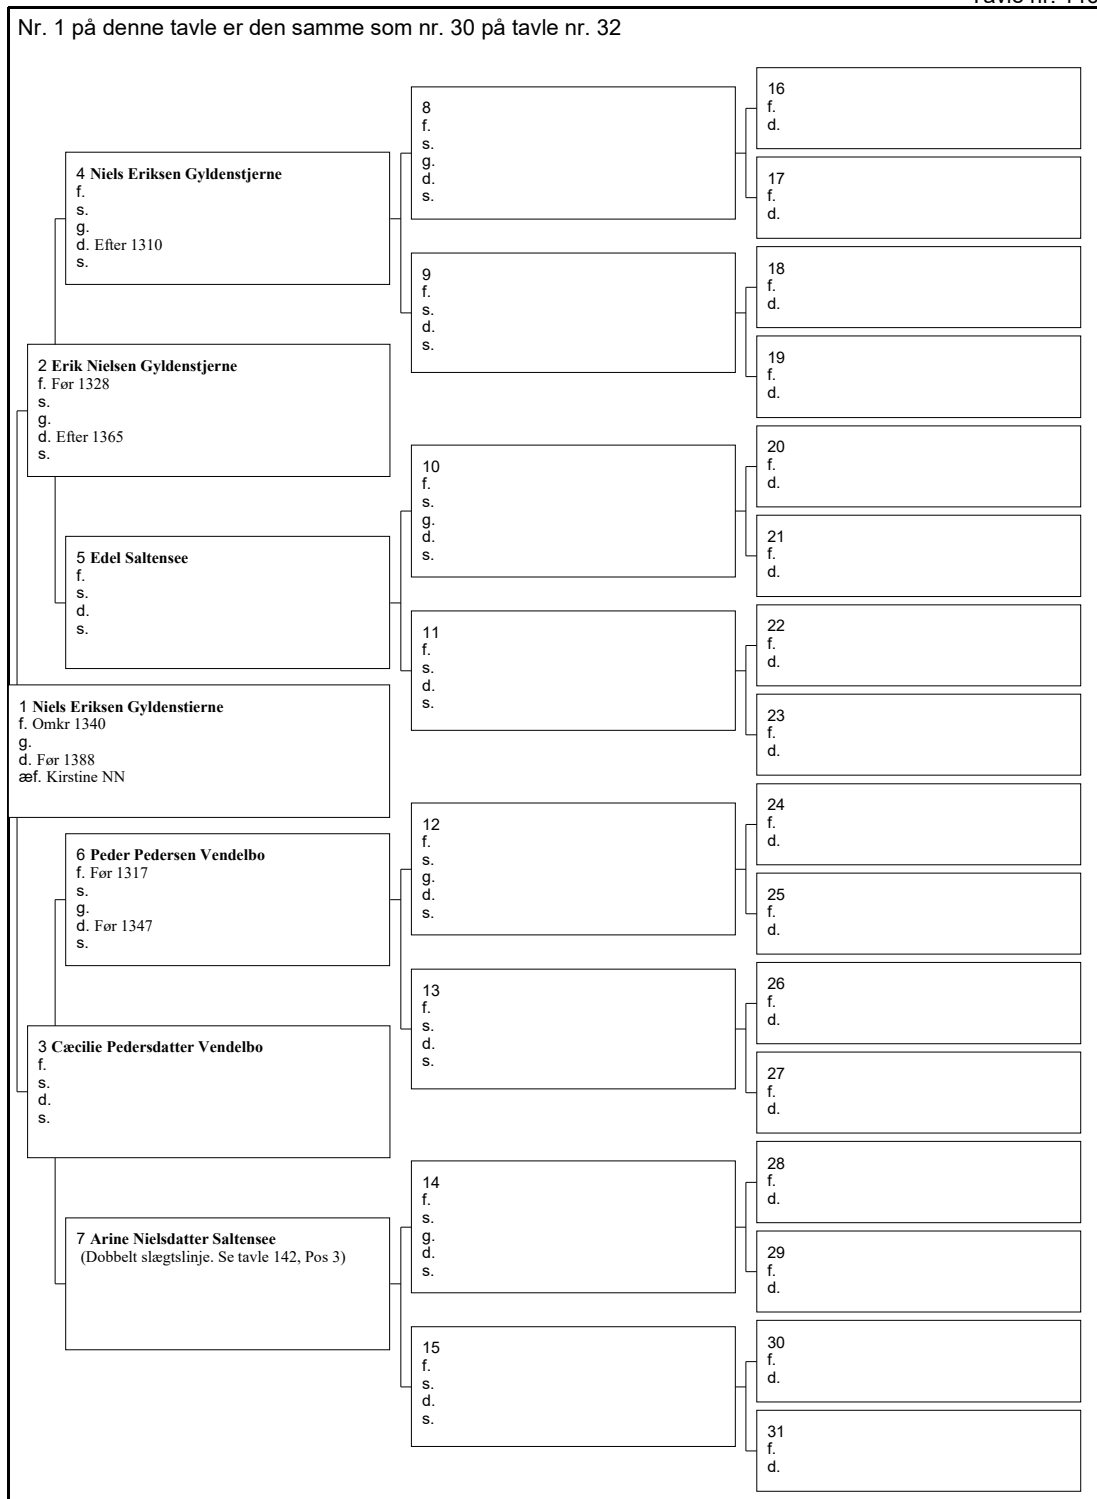 Nr. 1 på denne tavle er den samme som nr. 30 på tavle nr. 32
16
f.
d.
8
f.
s.
g.
d.
s.
17
f.
d.
4 Niels Eriksen Gyldenstjerne
f.
s.
g.
d. Efter 1310
s.
18
f.
d.
9
f.
s.
d.
s.
19
f.
d.
2 Erik Nielsen Gyldenstjerne
f. Før 1328
s.
g.
d. Efter 1365
s.
20
f.
d.
10
f.
s.
g.
d.
s.
21
f.
d.
5 Edel Saltensee
f.
s.
d.
s.
22
f.
d.
11
f.
s.
d.
s.
23
f.
d.
1 Niels Eriksen Gyldenstierne
f. Omkr 1340
g.
d. Før 1388
æf. Kirstine NN
24
f.
d.
12
f.
s.
g.
d.
s.
25
f.
d.
6 Peder Pedersen Vendelbo
f. Før 1317
s.
g.
d. Før 1347
s.
26
f.
d.
13
f.
s.
d.
s.
27
f.
d.
3 Cæcilie Pedersdatter Vendelbo
f.
s.
d.
s.
28
f.
d.
14
f.
s.
g.
d.
s.
29
f.
d.
7 Arine Nielsdatter Saltensee
(Dobbelt slægtslinje. Se tavle 142, Pos 3)
30
f.
d.
15
f.
s.
d.
s.
31
f.
d.